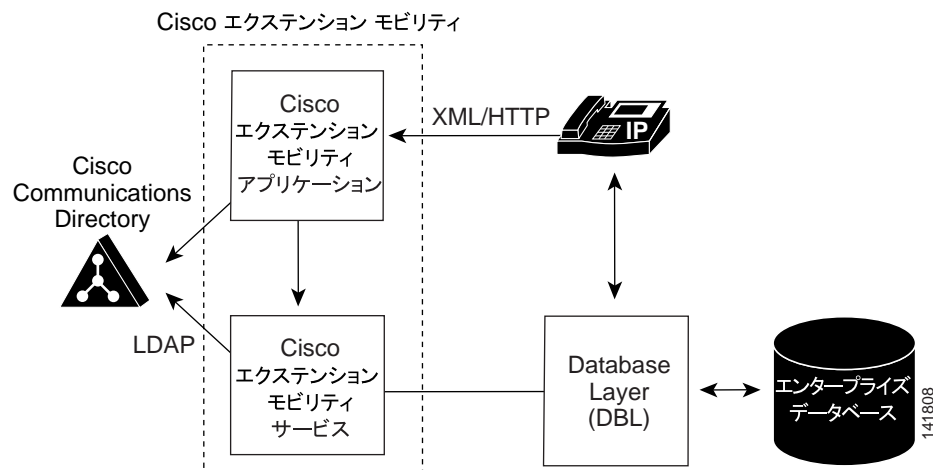 Cisco エクステンション モビリティ
Cisco
エクステンション
モビリティ
アプリケーション
XML/HTTP
IP
Cisco
Communications
Directory
LDAP
Cisco
エクステンション
モビリティ
サービス
Database
Layer
(DBL)
エンタープライズ
データベース
141808